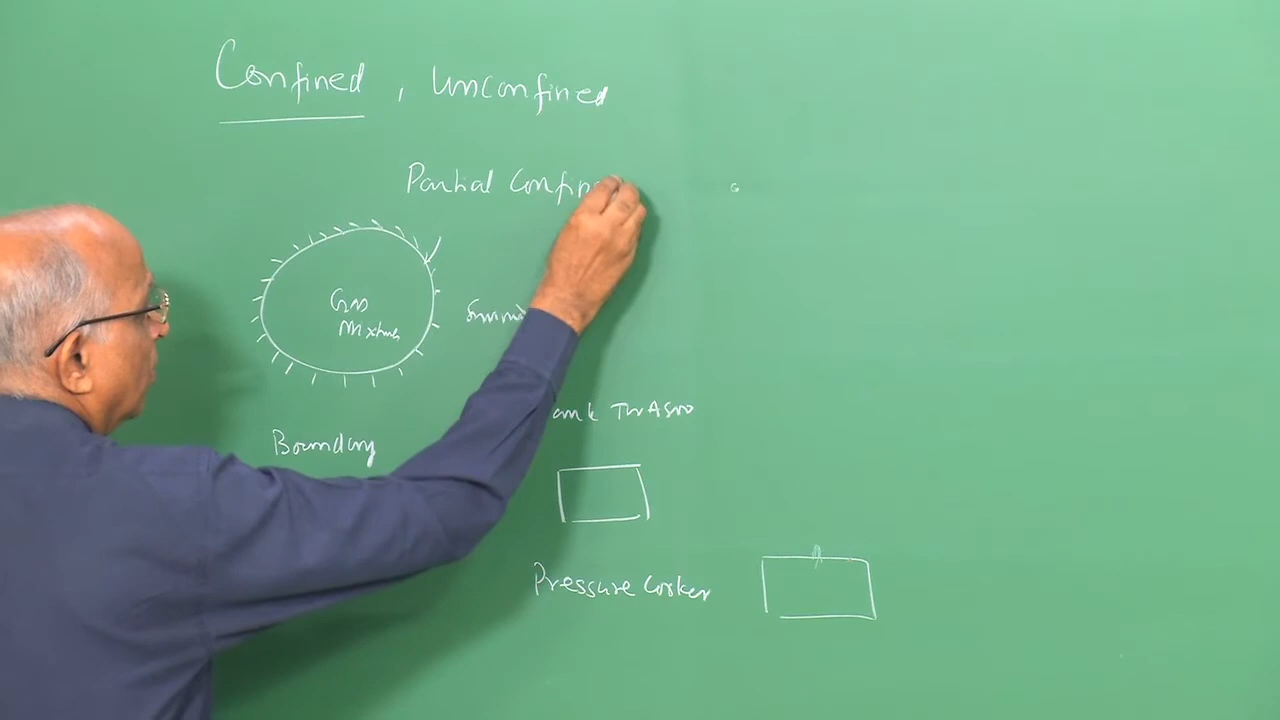 Confined, Unconfined
Partial Confin
Gas
Mixture
Boundary
Pressure Cooker